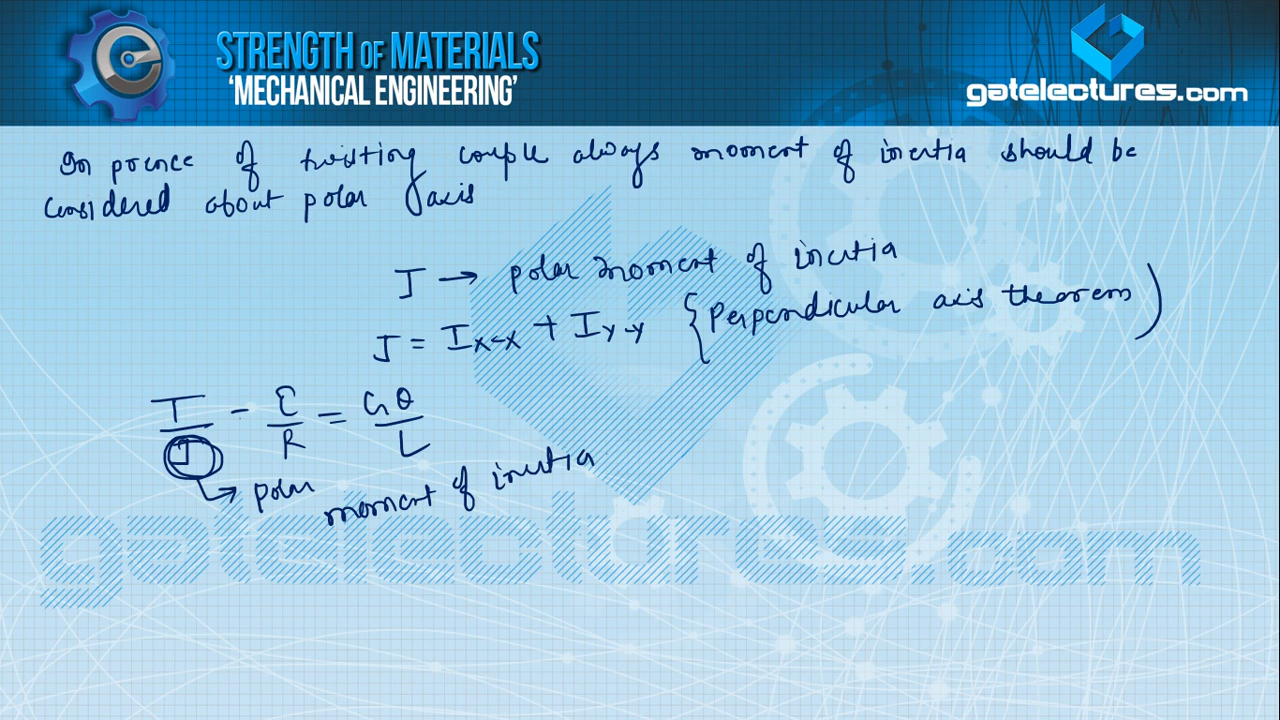 STRENGTH OF MATERIALS
'MECHANICAL ENGINEERING'
gatelectures.com
In prence of twisting couple always moment of inertia should be
considered about polar axis
J → polar moment of inertia
J = Ix-x + Iy-y {Perpendicular axis theorem)
T/J - τ/R = Gθ/L
→ polar moment of inertia
gatelectures.com